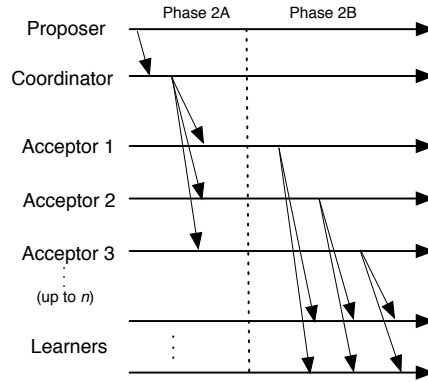 Phase 2A
Phase 2B
Proposer
Coordinator
Acceptor 1
Acceptor 2
Acceptor 3
(up to n)
Learners